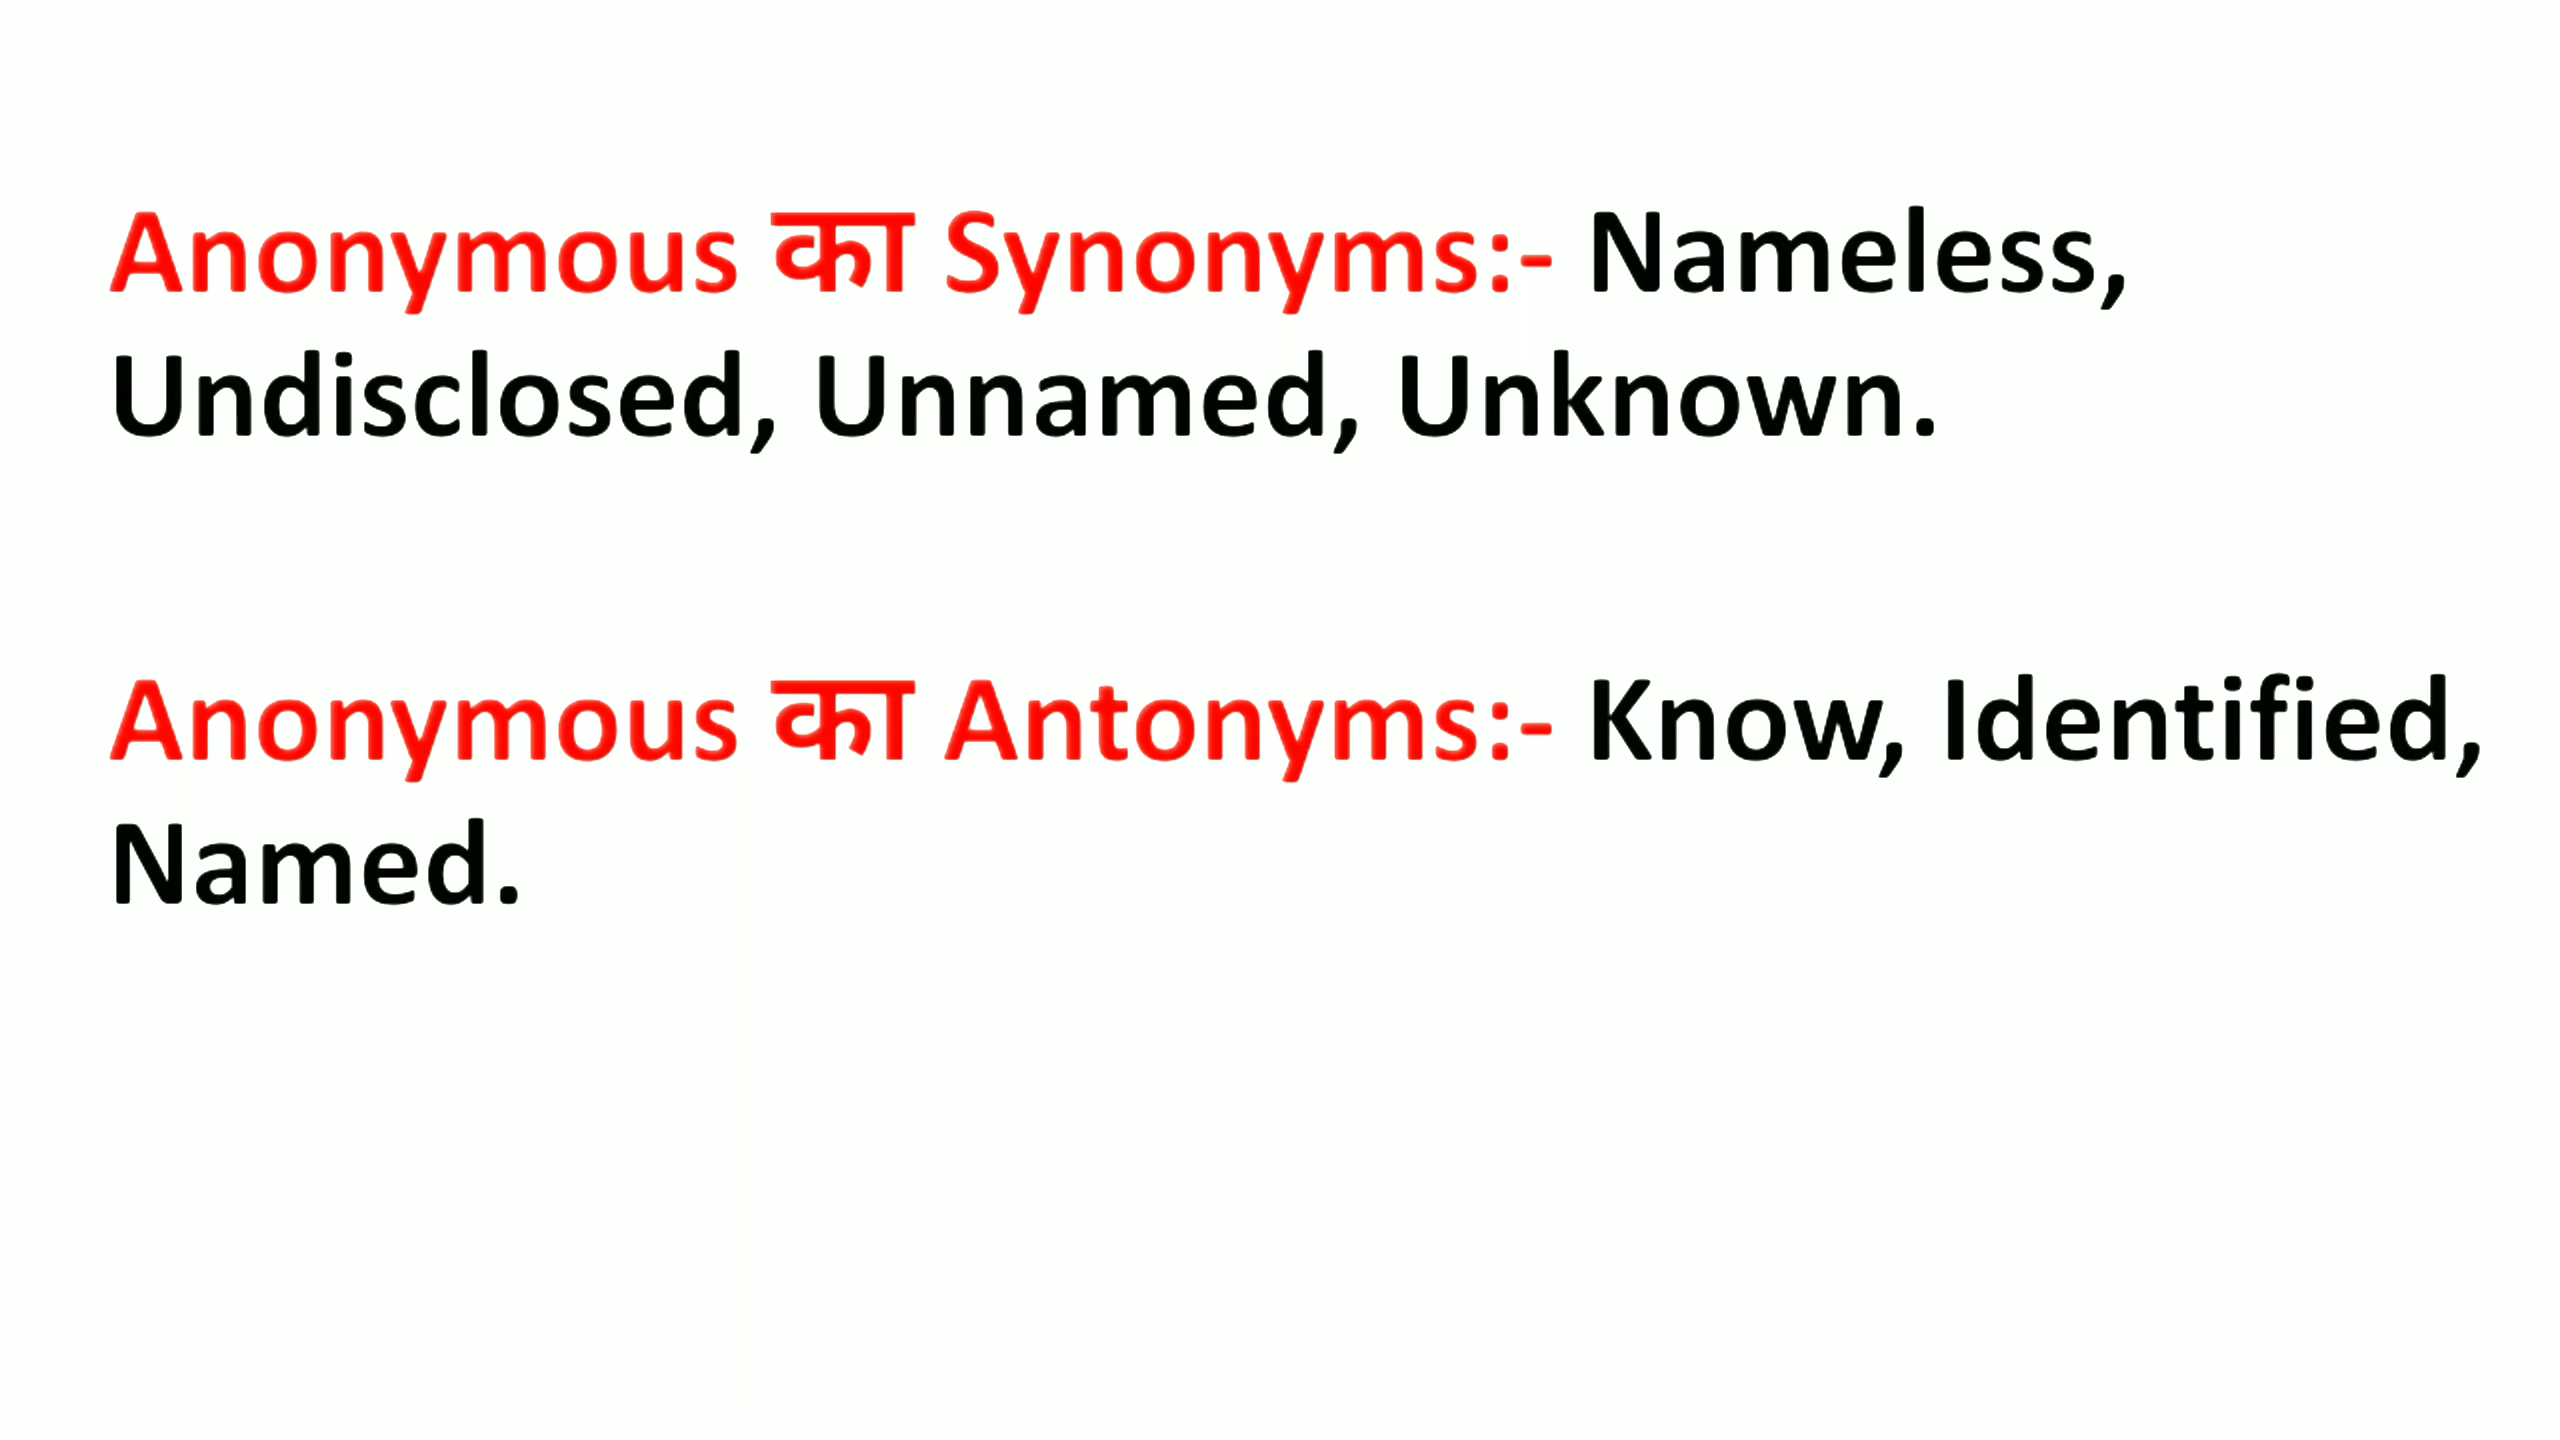 Anonymous का Synonyms:- Nameless,
Undisclosed, Unnamed, Unknown.
Anonymous का Antonyms:- Know, Identified,
Named.